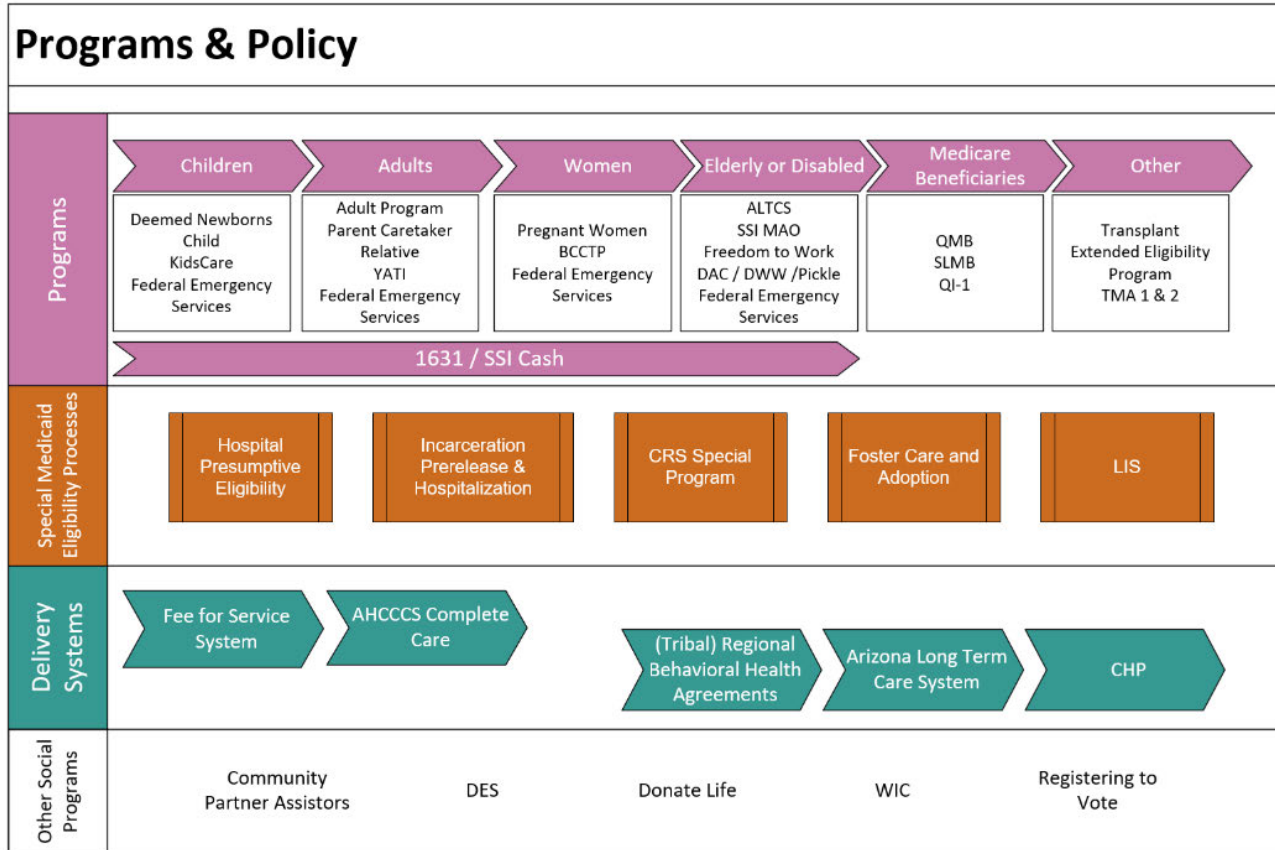 Programs & Policy
Programs
Children
Adults
Women
Elderly or Disabled
Medicare
Beneficiaries
Other
Deemed Newborns
Child
KidsCare
Federal Emergency
Services
Adult Program
Parent Caretaker
Relative
YATI
Federal Emergency
Services
Pregnant Women
BCCTP
Federal Emergency
Services
ALTCS
SSI MAO
Freedom to Work
DAC / DWW /Pickle
Federal Emergency
Services
QMB
SLMB
QI-1
Transplant
Extended Eligibility
Program
TMA 1 & 2
1631 / SSI Cash
Special Medicaid
Eligibility Processes
Hospital
Presumptive
Eligibility
Incarceration
Prerelease &
Hospitalization
CRS Special
Program
Foster Care and
Adoption
LIS
Delivery
Systems
Fee for Service
System
AHCCCS Complete
Care
(Tribal) Regional
Behavioral Health
Agreements
Arizona Long Term
Care System
CHP
Other Social
Programs
Community
Partner Assistors
DES
Donate Life
WIC
Registering to
Vote